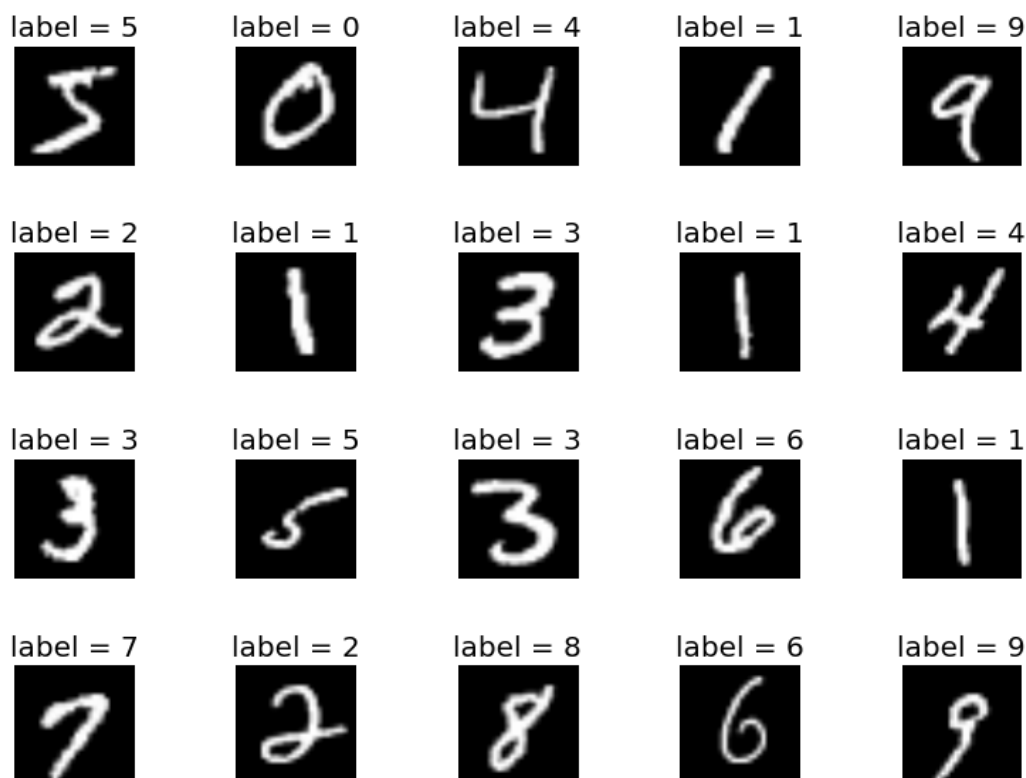 label = 5 label = 0 label = 4 label = 1 label = 9
5 0 4 1 9
label = 2 label = 1 label = 3 label = 1 label = 4
2 1 3 1 4
label = 3 label = 5 label = 3 label = 6 label = 1
3 5 3 6 1
label = 7 label = 2 label = 8 label = 6 label = 9
7 2 8 6 9